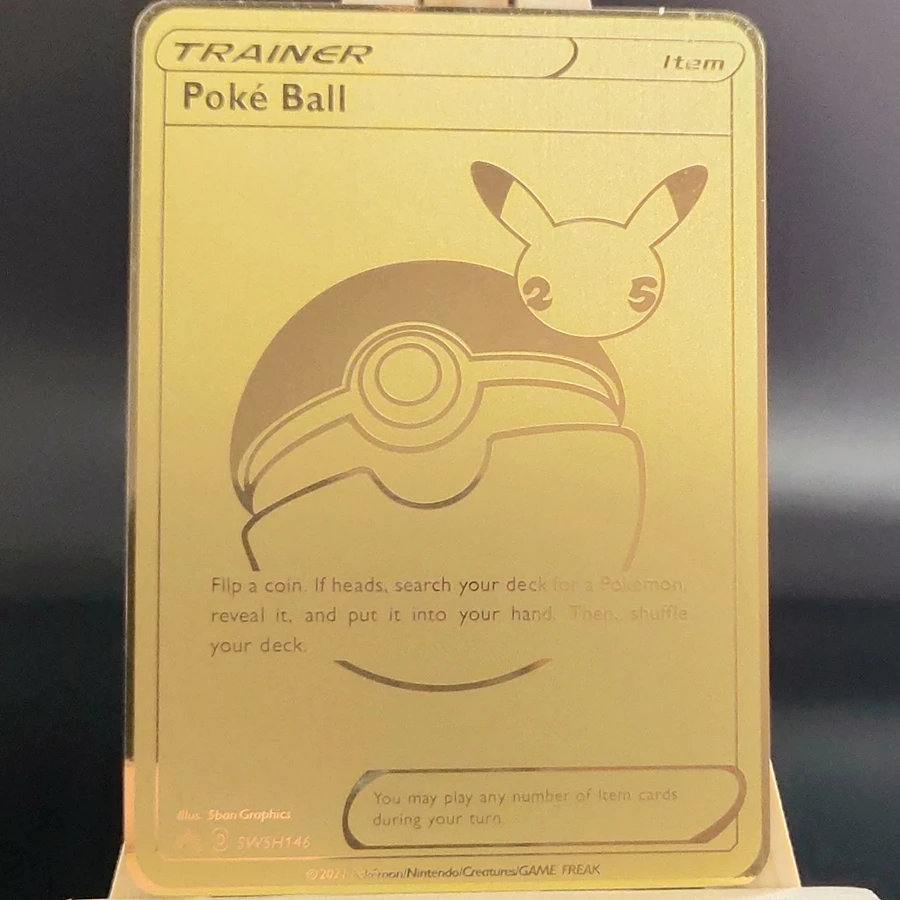 TRAINER
Item
Poké Ball
2 5
Flip a coin. If heads, search your deck for a Pokémon,
reveal it, and put it into your hand. Then, shuffle
your deck.
You may play any number of Item cards
during your turn.
Illus. 5ban Graphics
D SWSH146
©2021 Pokémon/Nintendo/Creatures/GAME FREAK